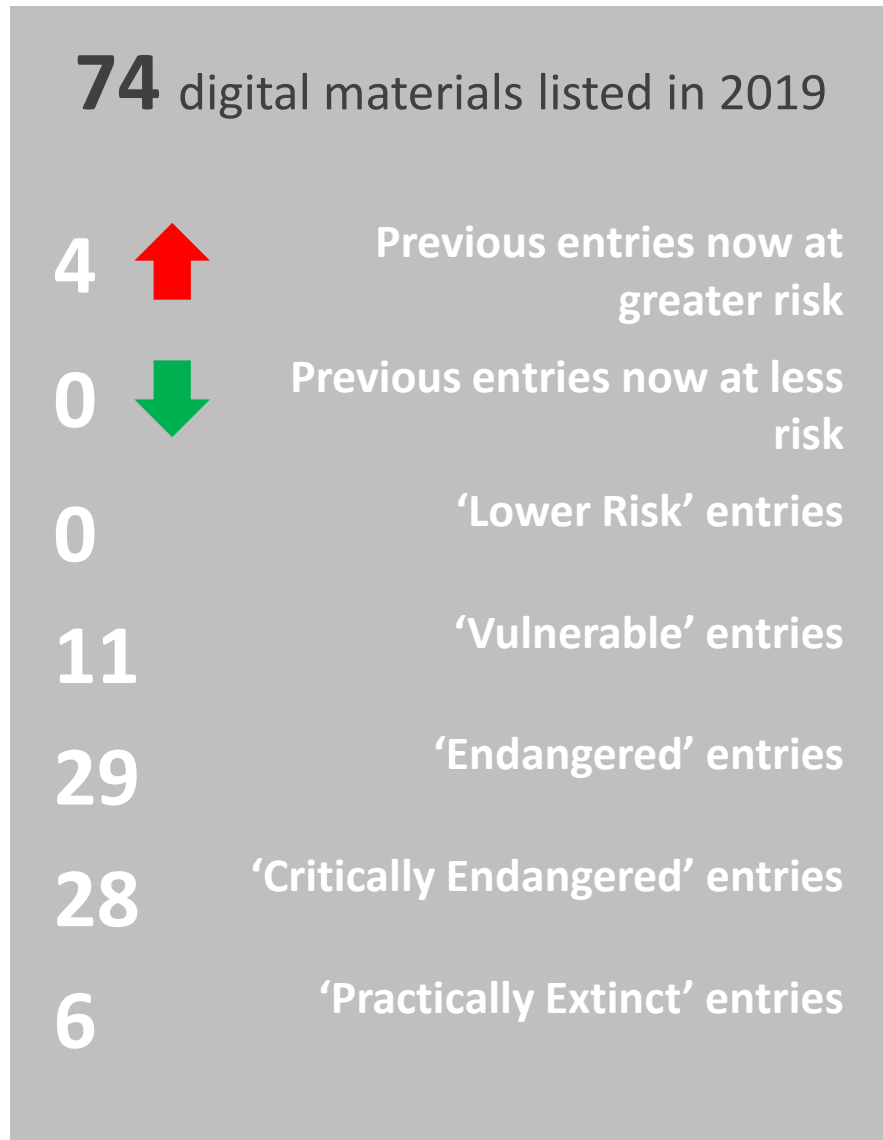 74 digital materials listed in 2019
4 Previous entries now at
greater risk
0 Previous entries now at less
risk
0 ‘Lower Risk’ entries
11 ‘Vulnerable’ entries
29 ‘Endangered’ entries
28 ‘Critically Endangered’ entries
6 ‘Practically Extinct’ entries